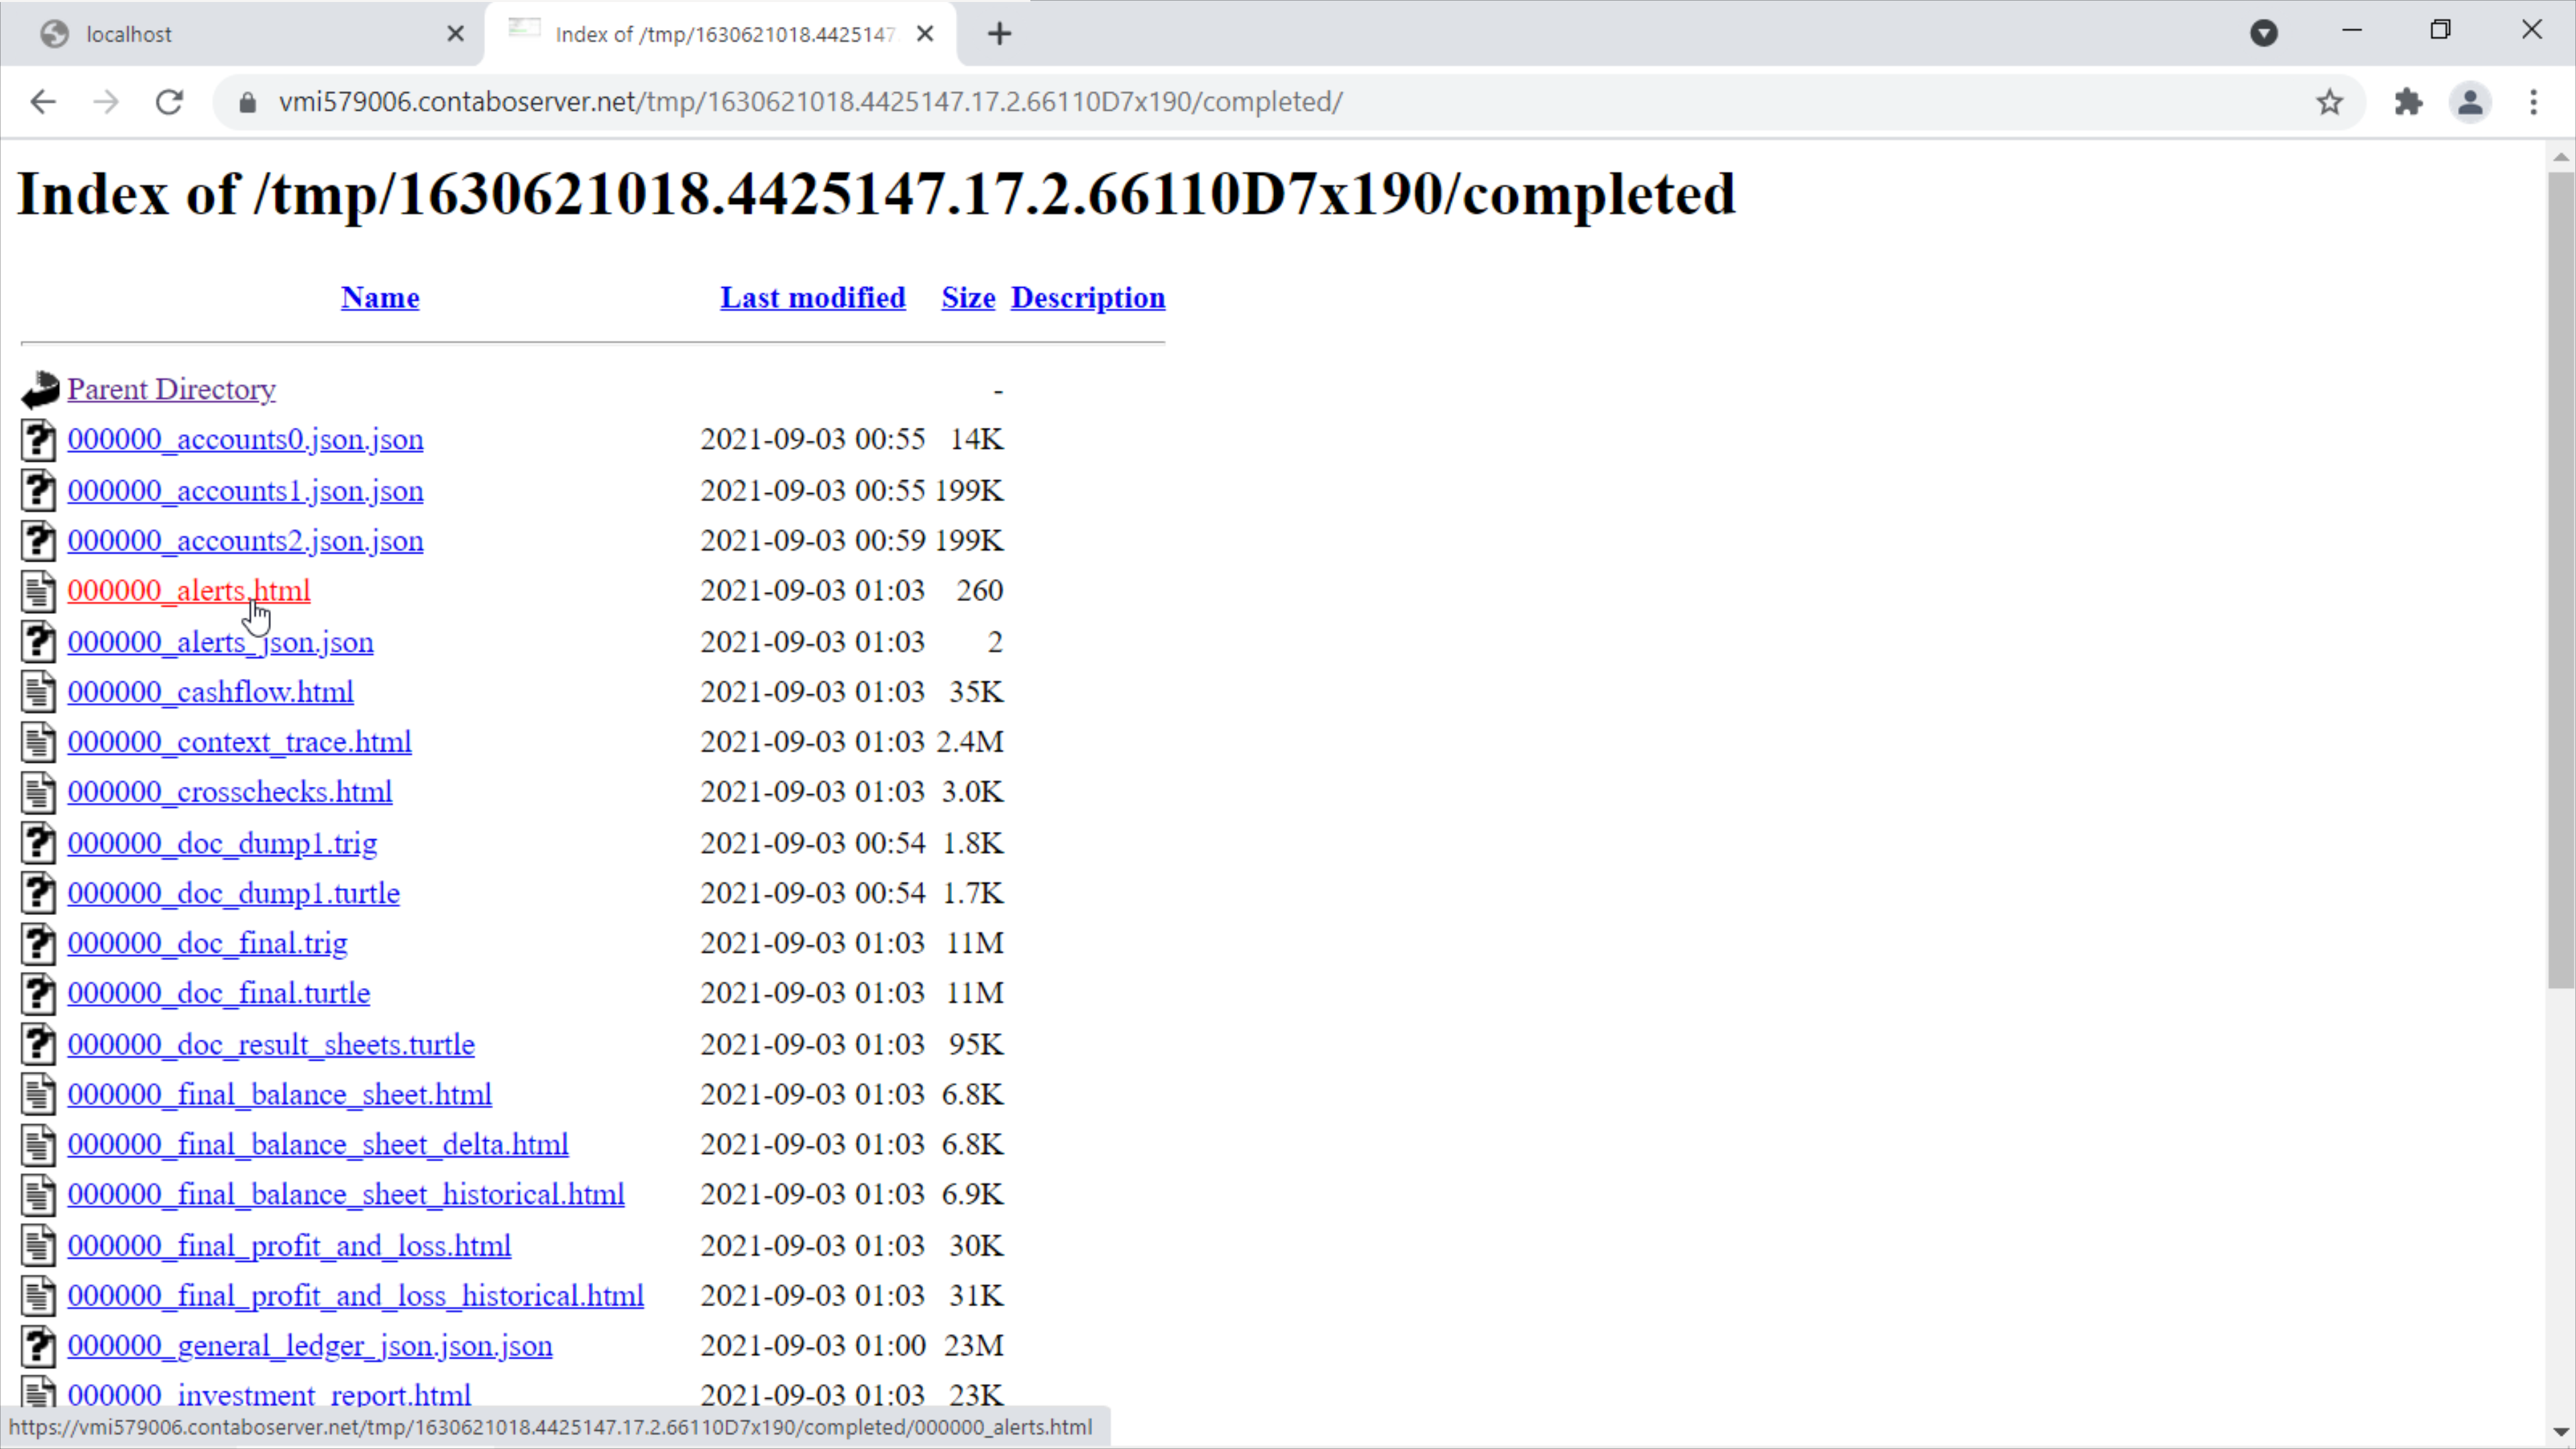 localhost
Index of /tmp/1630621018.4425147.
vmi579006.contaboserver.net/tmp/1630621018.4425147.17.2.66110D7x190/completed/
Index of /tmp/1630621018.4425147.17.2.66110D7x190/completed
Name Last modified Size Description
Parent Directory -
000000_accounts0.json.json 2021-09-03 00:55 14K
000000_accounts1.json.json 2021-09-03 00:55 199K
000000_accounts2.json.json 2021-09-03 00:59 199K
000000_alerts.html 2021-09-03 01:03 260
000000_alerts_json.json 2021-09-03 01:03 2
000000_cashflow.html 2021-09-03 01:03 35K
000000_context_trace.html 2021-09-03 01:03 2.4M
000000_crosschecks.html 2021-09-03 01:03 3.0K
000000_doc_dump1.trig 2021-09-03 00:54 1.8K
000000_doc_dump1.turtle 2021-09-03 00:54 1.7K
000000_doc_final.trig 2021-09-03 01:03 11M
000000_doc_final.turtle 2021-09-03 01:03 11M
000000_doc_result_sheets.turtle 2021-09-03 01:03 95K
000000_final_balance_sheet.html 2021-09-03 01:03 6.8K
000000_final_balance_sheet_delta.html 2021-09-03 01:03 6.8K
000000_final_balance_sheet_historical.html 2021-09-03 01:03 6.9K
000000_final_profit_and_loss.html 2021-09-03 01:03 30K
000000_final_profit_and_loss_historical.html 2021-09-03 01:03 31K
000000_general_ledger_json.json.json 2021-09-03 01:00 23M
000000_investment_report.html 2021-09-03 01:03 23K
https://vmi579006.contaboserver.net/tmp/1630621018.4425147.17.2.66110D7x190/completed/000000_alerts.html